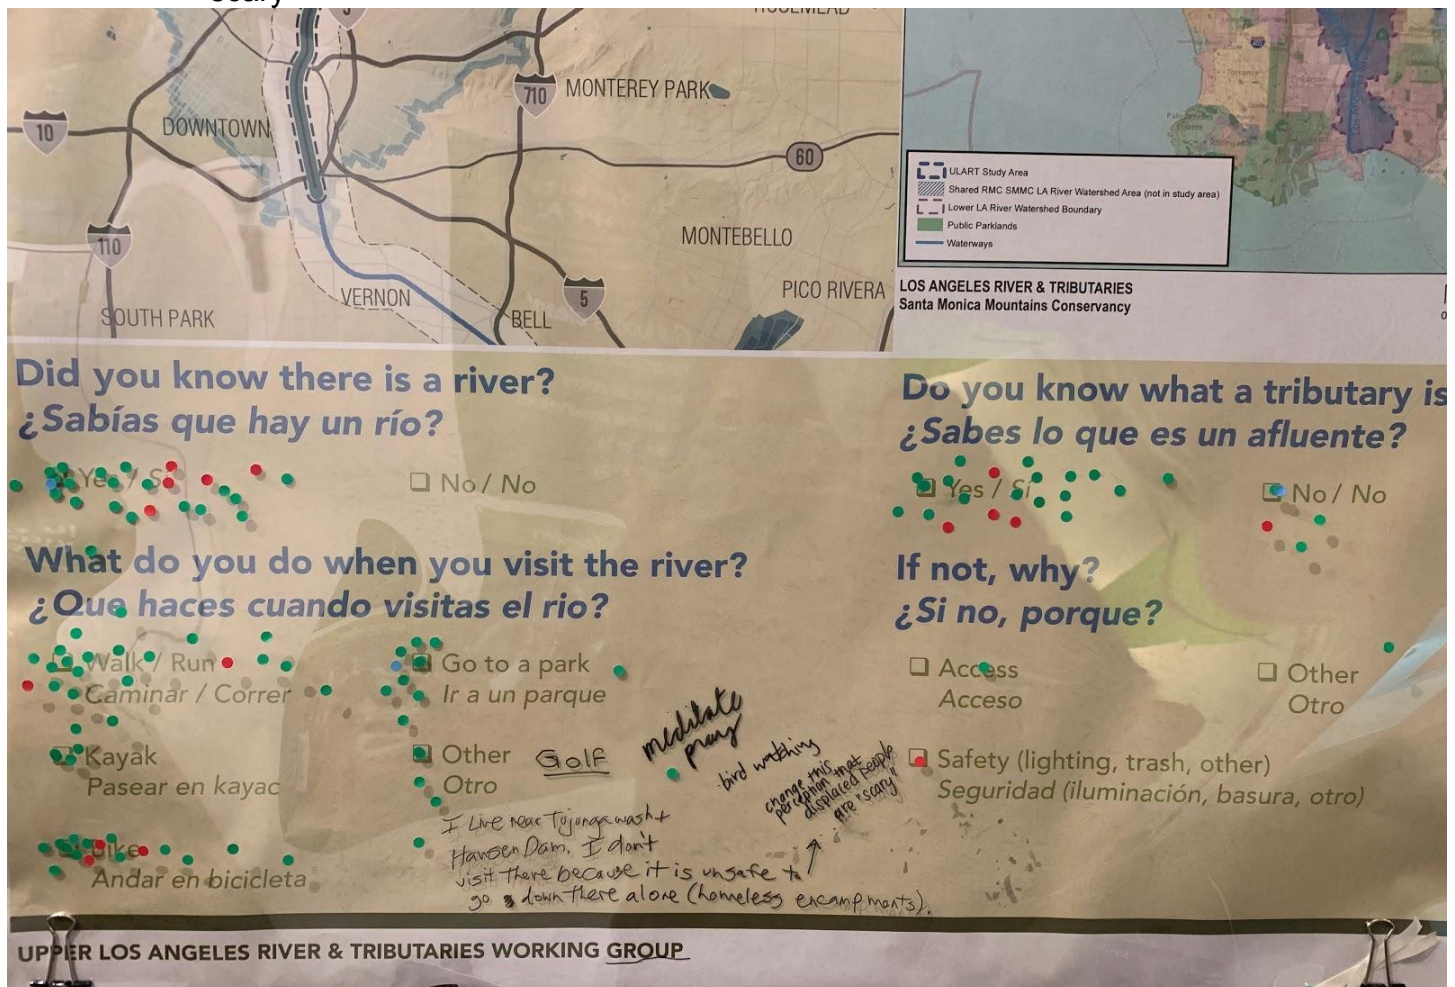 scary
MONTEREY PARK
710
10
DOWNTOWN
60
110
MONTEBELLO
VERNON
5
PICO RIVERA
SOUTH PARK
BELL
Torrance
ULART Study Area
Shared RMC SMMC LA River Watershed Area (not in study area)
Lower LA River Watershed Boundary
Public Parklands
Waterways
LOS ANGELES RIVER & TRIBUTARIES
Santa Monica Mountains Conservancy
Did you know there is a river?
¿Sabías que hay un río?
Yes / Sí
No / No
Do you know what a tributary is
¿Sabes lo que es un afluente?
Yes / Sí
No / No
What do you do when you visit the river?
¿Que haces cuando visitas el rio?
Walk / Run
Caminar / Correr
Go to a park
Ir a un parque
Kayak
Pasear en kayac
Other
Otro
Golf
meditate
pray
bird watching
change this
perception that
displaced people
are "scary"
I Live near Tujunga wash +
Hansen Dam. I don't
visit there because it is unsafe to
go down there alone (homeless encampments).
Bike
Andar en bicicleta
If not, why?
¿Si no, porque?
Access
Acceso
Other
Otro
Safety (lighting, trash, other)
Seguridad (iluminación, basura, otro)
UPPER LOS ANGELES RIVER & TRIBUTARIES WORKING GROUP